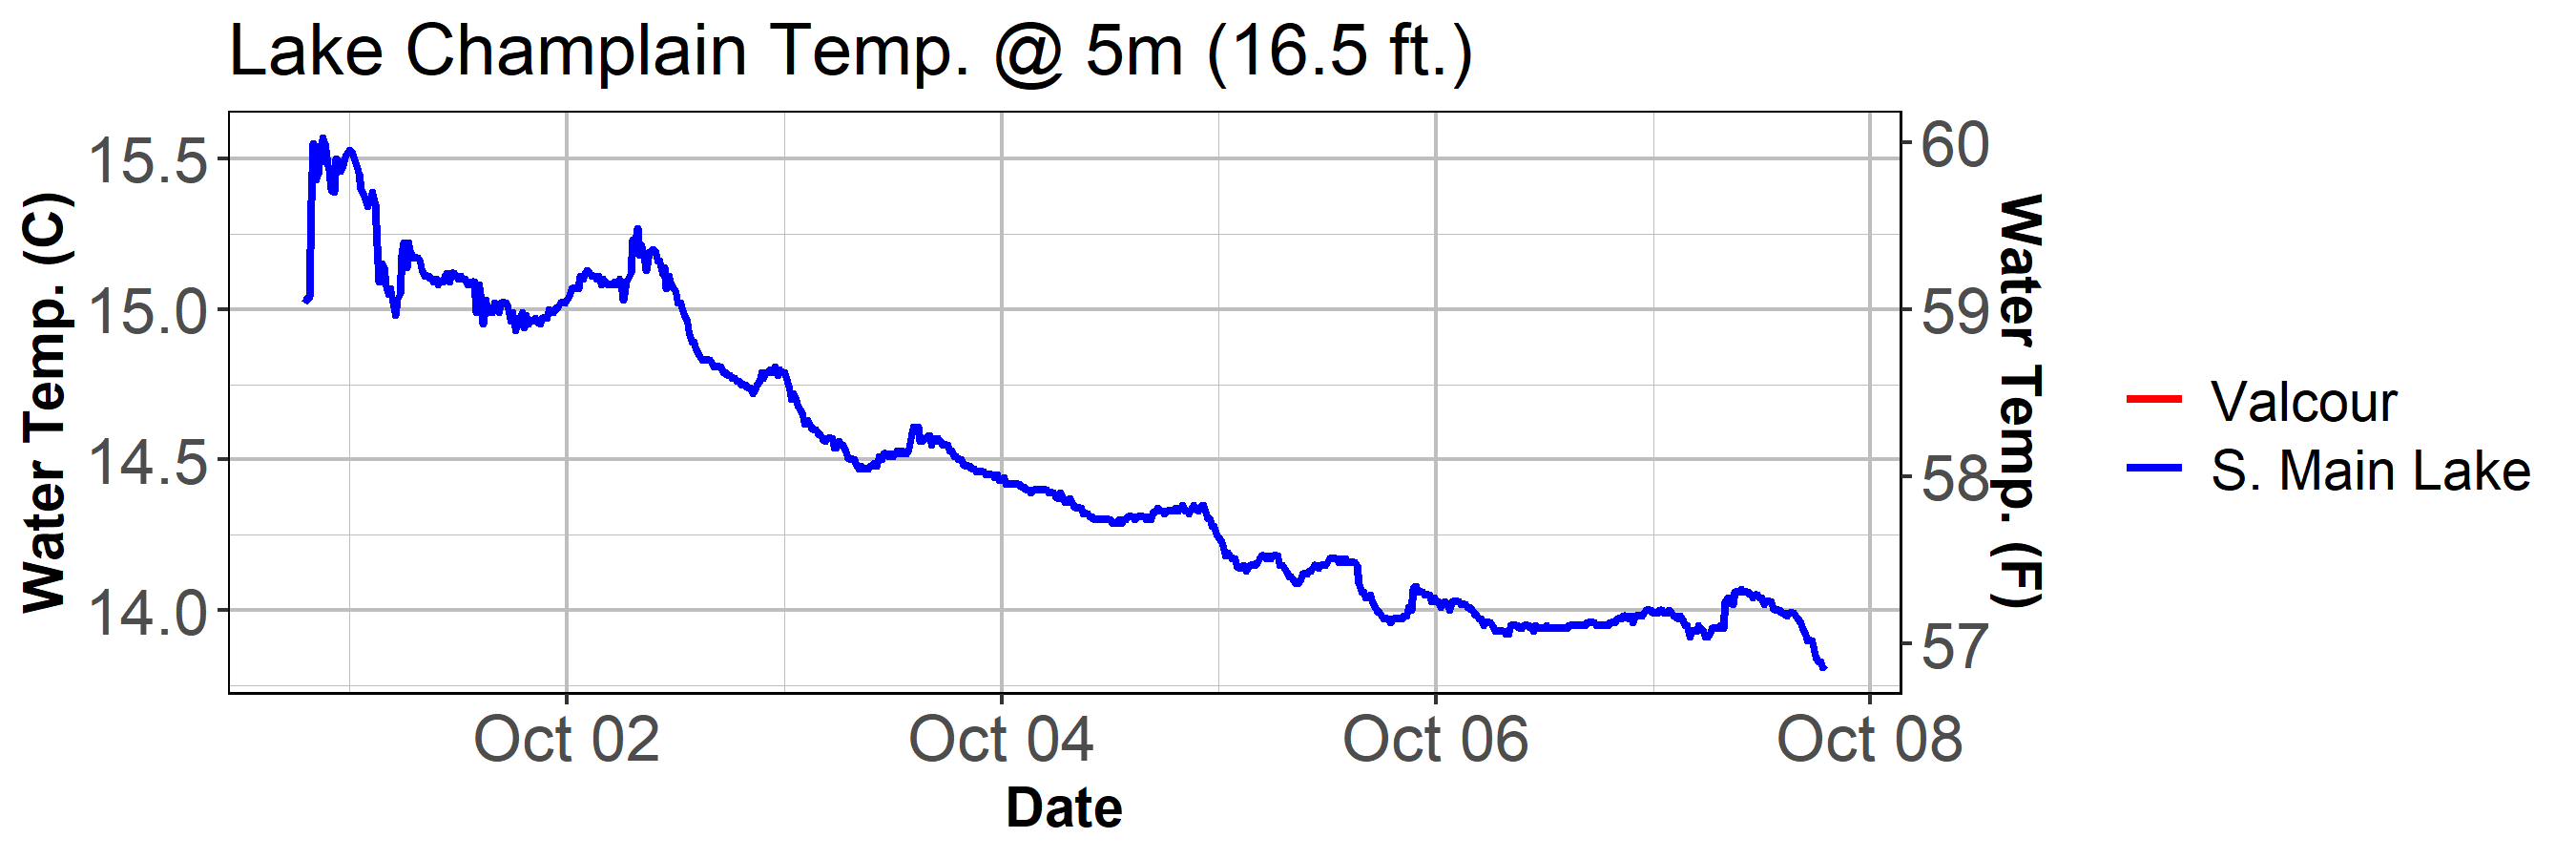 Lake Champlain Temp. @ 5m (16.5 ft.)
Water Temp. (C)
15.5
15.0
14.5
14.0
60
59
58
57
Water Temp. (F)
Oct 02 Oct 04 Oct 06 Oct 08
Date
Valcour
S. Main Lake